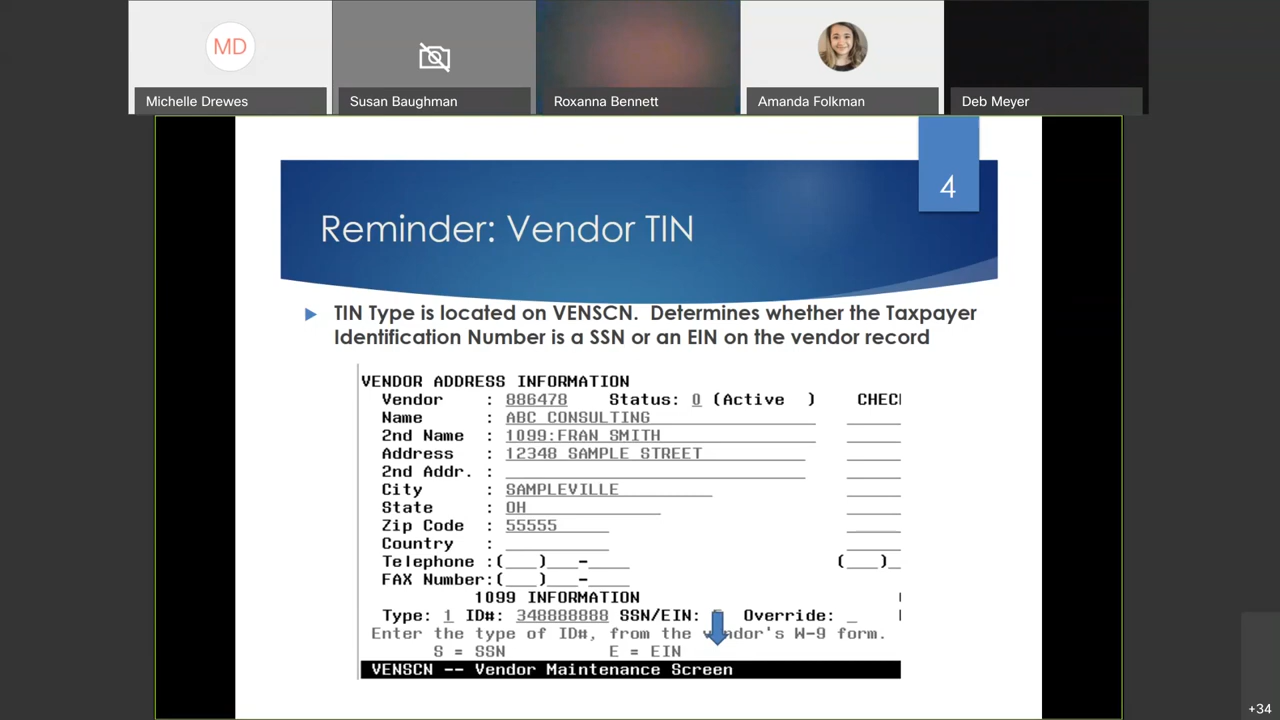 MD
Michelle Drewes
Susan Baughman
Roxanna Bennett
Amanda Folkman
Deb Meyer
4
Reminder: Vendor TIN
TIN Type is located on VENSCN. Determines whether the Taxpayer
Identification Number is a SSN or an EIN on the vendor record
VENDOR ADDRESS INFORMATION
Vendor : 886478 Status: 0 (Active ) CHEC
Name : ABC CONSULTING
2nd Name : 1099:FRAN SMITH
Address : 12348 SAMPLE STREET
2nd Addr. :
City : SAMPLEVILLE
State : OH
Zip Code : 55555
Country :
Telephone :(___)___-____ (___)_
FAX Number:(___)___-____
1099 INFORMATION
Type: 1 ID#: 348888888 SSN/EIN: Override: _
Enter the type of ID#, from the vendor's W-9 form.
S = SSN E = EIN
VENSCN -- Vendor Maintenance Screen
+34